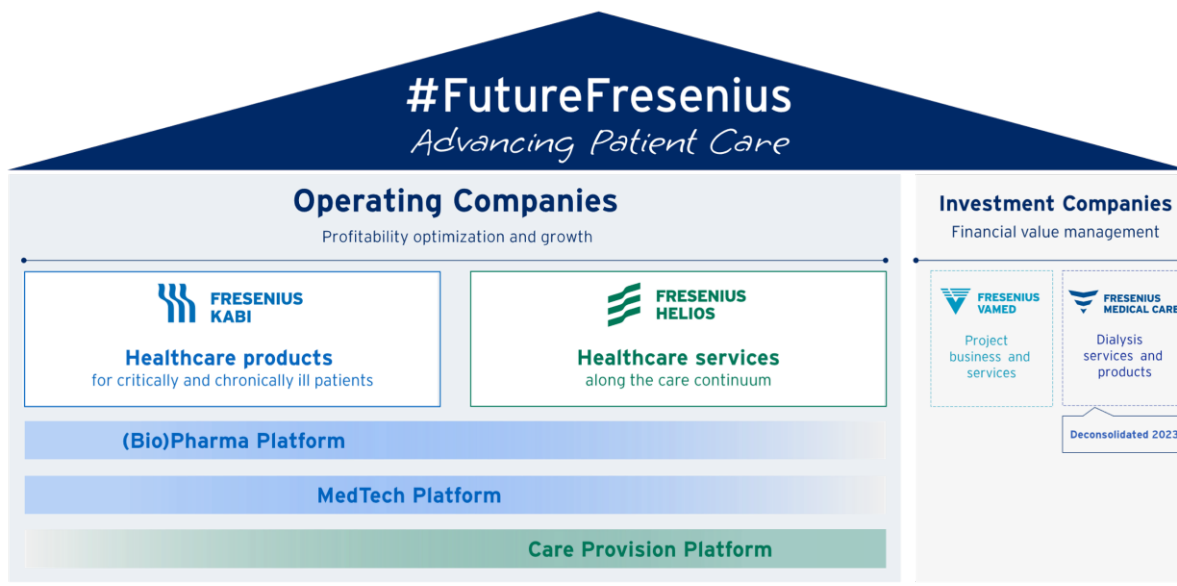 #FutureFresenius
Advancing Patient Care
Operating Companies
Profitability optimization and growth
FRESENIUS
KABI
Healthcare products
for critically and chronically ill patients
FRESENIUS
HELIOS
Healthcare services
along the care continuum
(Bio)Pharma Platform
MedTech Platform
Care Provision Platform
Investment Companies
Financial value management
FRESENIUS
VAMED
Project
business and
services
FRESENIUS
MEDICAL CARE
Dialysis
services and
products
Deconsolidated 2023